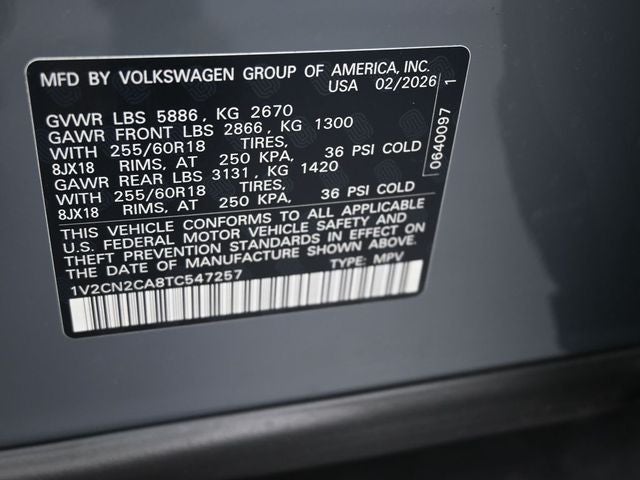 MFD BY VOLKSWAGEN GROUP OF AMERICA, INC.
USA 02/2026
GVWR LBS 5886, KG 2670
GAWR FRONT LBS 2866, KG 1300
WITH 255/60R18 TIRES,
8JX18 RIMS, AT 250 KPA, 36 PSI COLD
GAWR REAR LBS 3131, KG 1420
WITH 255/60R18 TIRES,
8JX18 RIMS, AT 250 KPA, 36 PSI COLD
THIS VEHICLE CONFORMS TO ALL APPLICABLE
U.S. FEDERAL MOTOR VEHICLE SAFETY AND
THEFT PREVENTION STANDARDS IN EFFECT ON
THE DATE OF MANUFACTURE SHOWN ABOVE.
1V2CN2CA8TC547257 TYPE: MPV
0640097 1